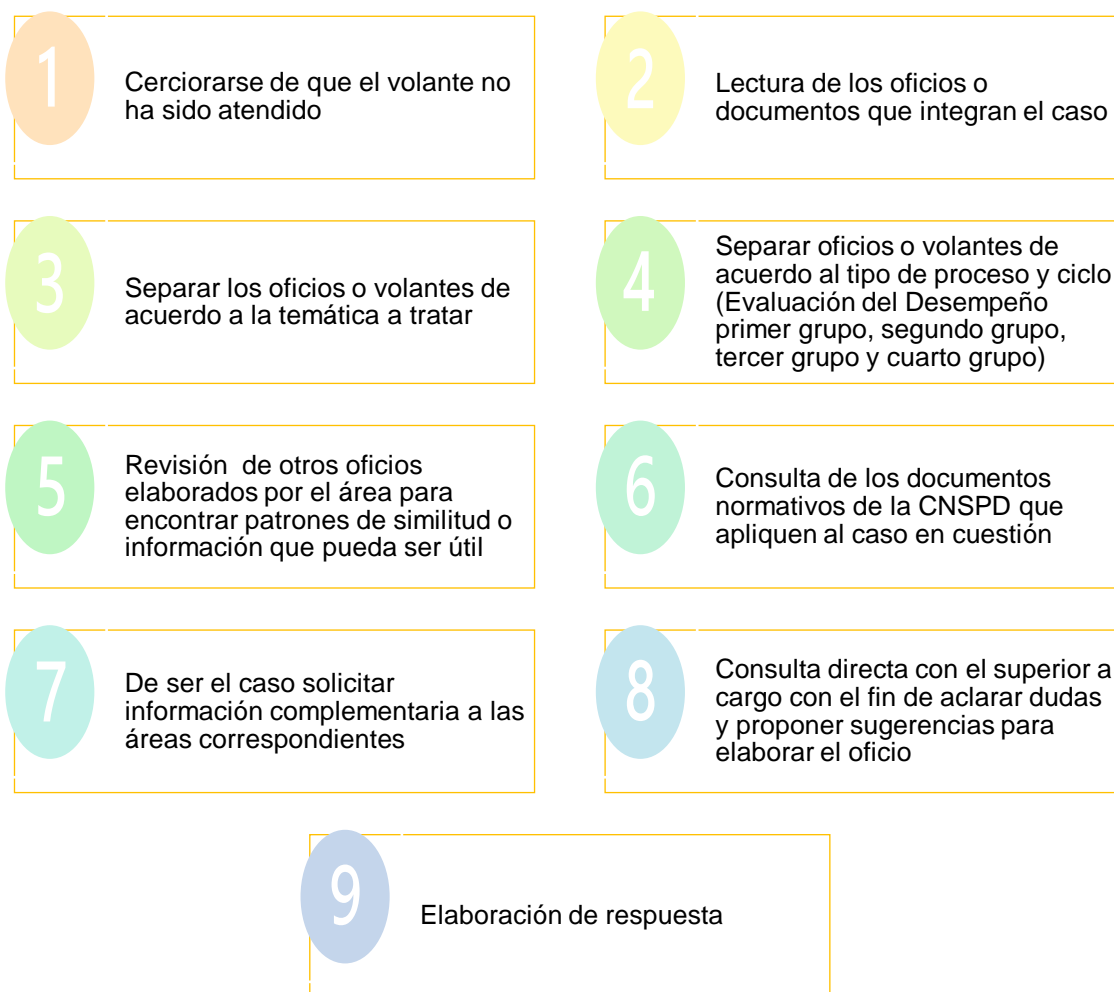 1
Cerciorarse de que el volante no
ha sido atendido
2
Lectura de los oficios o
documentos que integran el caso
3
Separar los oficios o volantes de
acuerdo a la temática a tratar
4
Separar oficios o volantes de
acuerdo al tipo de proceso y ciclo
(Evaluación del Desempeño
primer grupo, segundo grupo,
tercer grupo y cuarto grupo)
5
Revisión de otros oficios
elaborados por el área para
encontrar patrones de similitud o
información que pueda ser útil
6
Consulta de los documentos
normativos de la CNSPD que
apliquen al caso en cuestión
7
De ser el caso solicitar
información complementaria a las
áreas correspondientes
8
Consulta directa con el superior a
cargo con el fin de aclarar dudas
y proponer sugerencias para
elaborar el oficio
9
Elaboración de respuesta